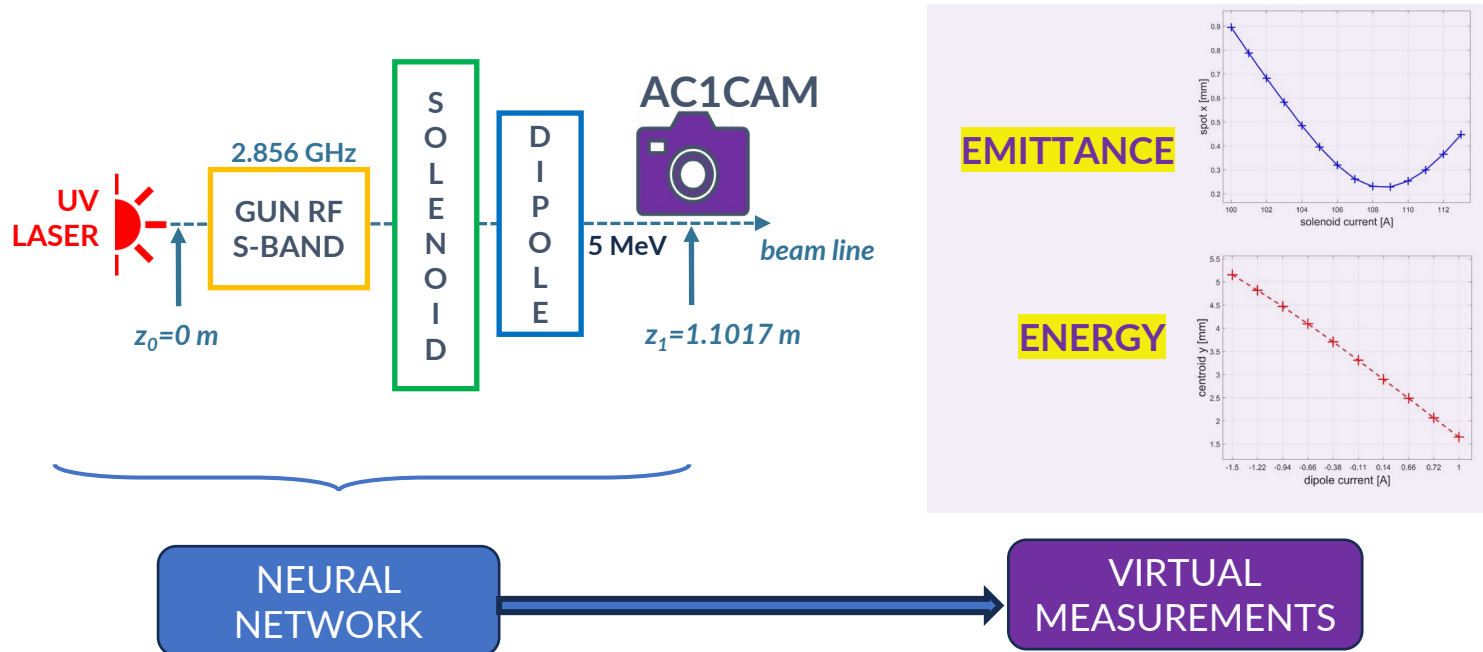 UV
LASER
2.856 GHz
GUN RF
S-BAND
SOLENOID
DIPOLE
AC1CAM
5 MeV
beam line
z0=0 m
z1=1.1017 m
EMITTANCE
spot x [mm]
0.9
0.8
0.7
0.6
0.5
0.4
0.3
0.2
100 102 104 106 108 110 112
solenoid current [A]
ENERGY
centroid y [mm]
5.5
5
4.5
4
3.5
3
2.5
2
1.5
-1.5 -1.22 -0.94 -0.66 -0.38 -0.11 0.14 0.66 0.72 1
dipole current [A]
NEURAL
NETWORK
VIRTUAL
MEASUREMENTS